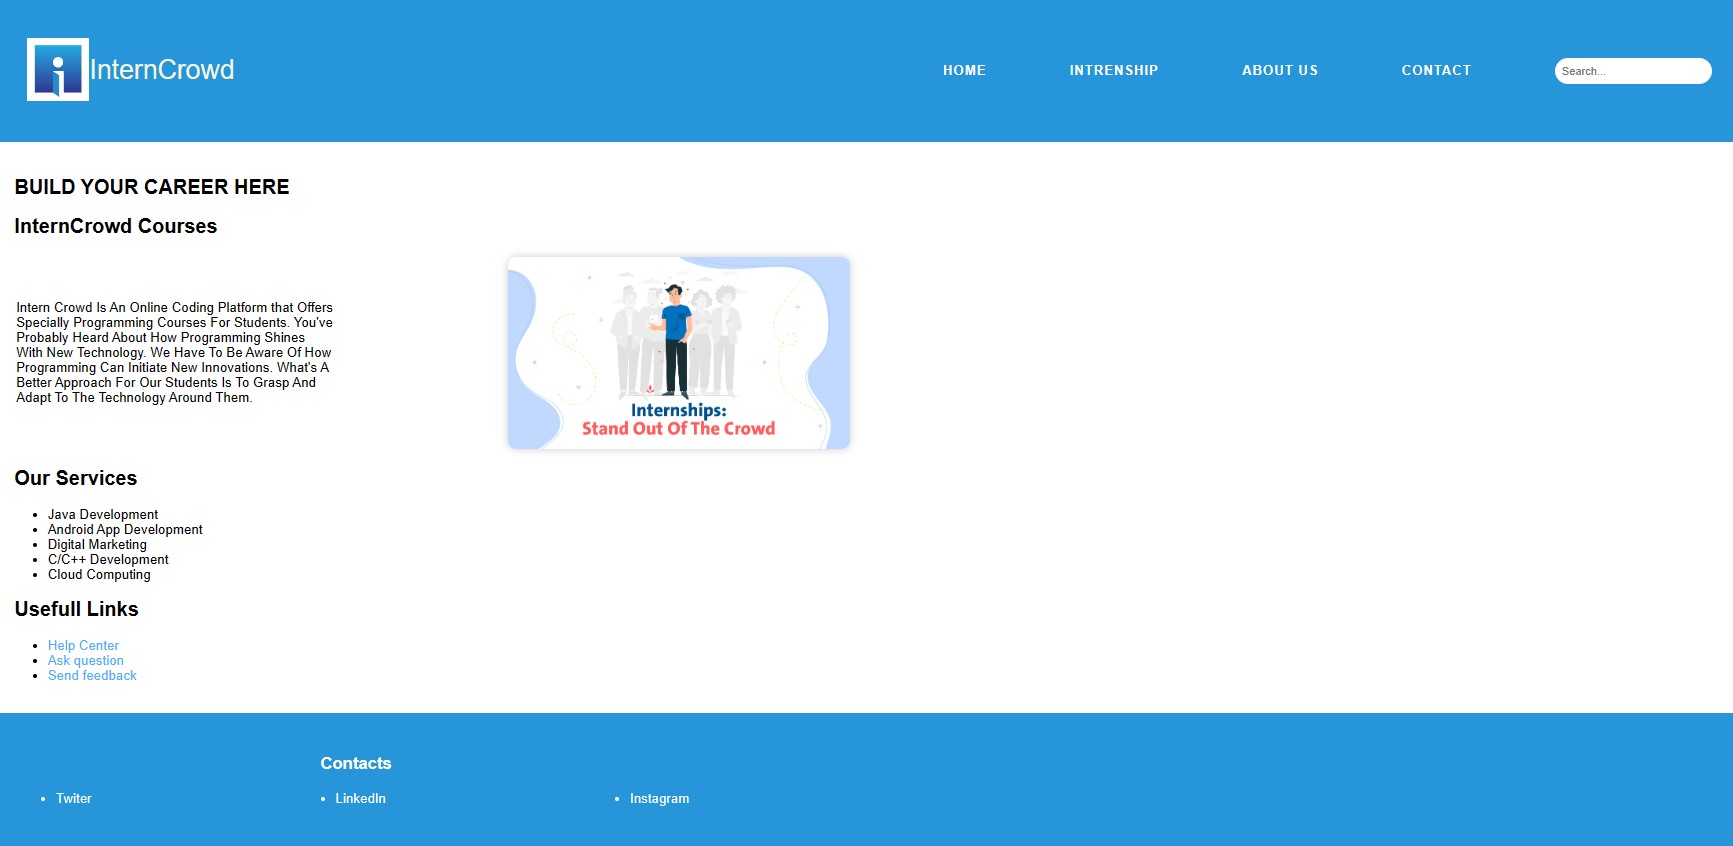 InternCrowd
HOME
INTRENSHIP
ABOUT US
CONTACT
Search...
BUILD YOUR CAREER HERE
InternCrowd Courses
Intern Crowd Is An Online Coding Platform that Offers
Specially Programming Courses For Students. You've
Probably Heard About How Programming Shines
With New Technology. We Have To Be Aware Of How
Programming Can Initiate New Innovations. What's A
Better Approach For Our Students Is To Grasp And
Adapt To The Technology Around Them.
Internships:
Stand Out Of The Crowd
Our Services
Java Development
Android App Development
Digital Marketing
C/C++ Development
Cloud Computing
Usefull Links
Help Center
Ask question
Send feedback
Contacts
Twiter
LinkedIn
Instagram